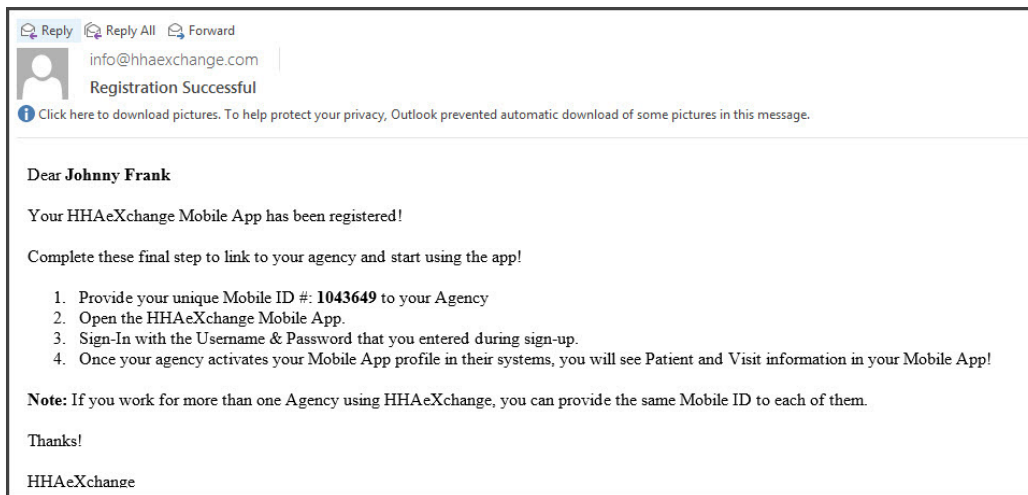 Reply Reply All Forward
info@hhaexchange.com
Registration Successful
Click here to download pictures. To help protect your privacy, Outlook prevented automatic download of some pictures in this message.
Dear Johnny Frank
Your HHAeXchange Mobile App has been registered!
Complete these final step to link to your agency and start using the app!
1. Provide your unique Mobile ID #: 1043649 to your Agency
2. Open the HHAeXchange Mobile App.
3. Sign-In with the Username & Password that you entered during sign-up.
4. Once your agency activates your Mobile App profile in their systems, you will see Patient and Visit information in your Mobile App!
Note: If you work for more than one Agency using HHAeXchange, you can provide the same Mobile ID to each of them.
Thanks!
HHAeXchange